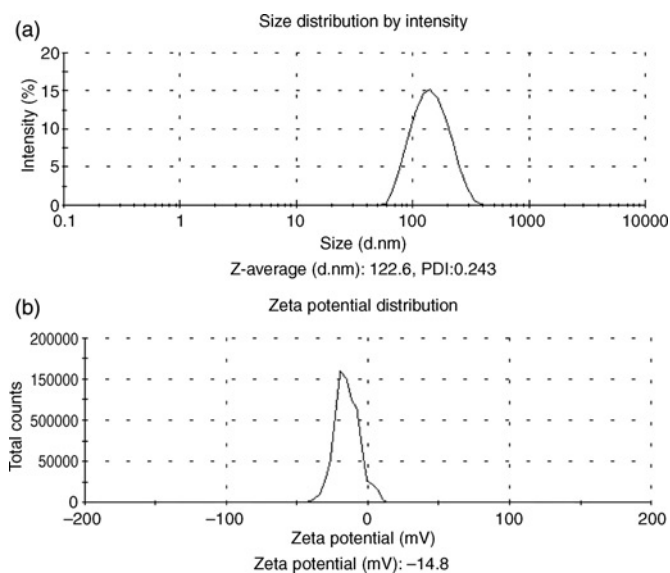 (a)
Size distribution by intensity
Intensity (%)
20
15
10
5
0
0.1 1 10 100 1000 10000
Size (d.nm)
Z-average (d.nm): 122.6, PDI:0.243
(b)
Zeta potential distribution
Total counts
200000
150000
500000
50000
0
−200 −100 0 100 200
Zeta potential (mV)
Zeta potential (mV): −14.8